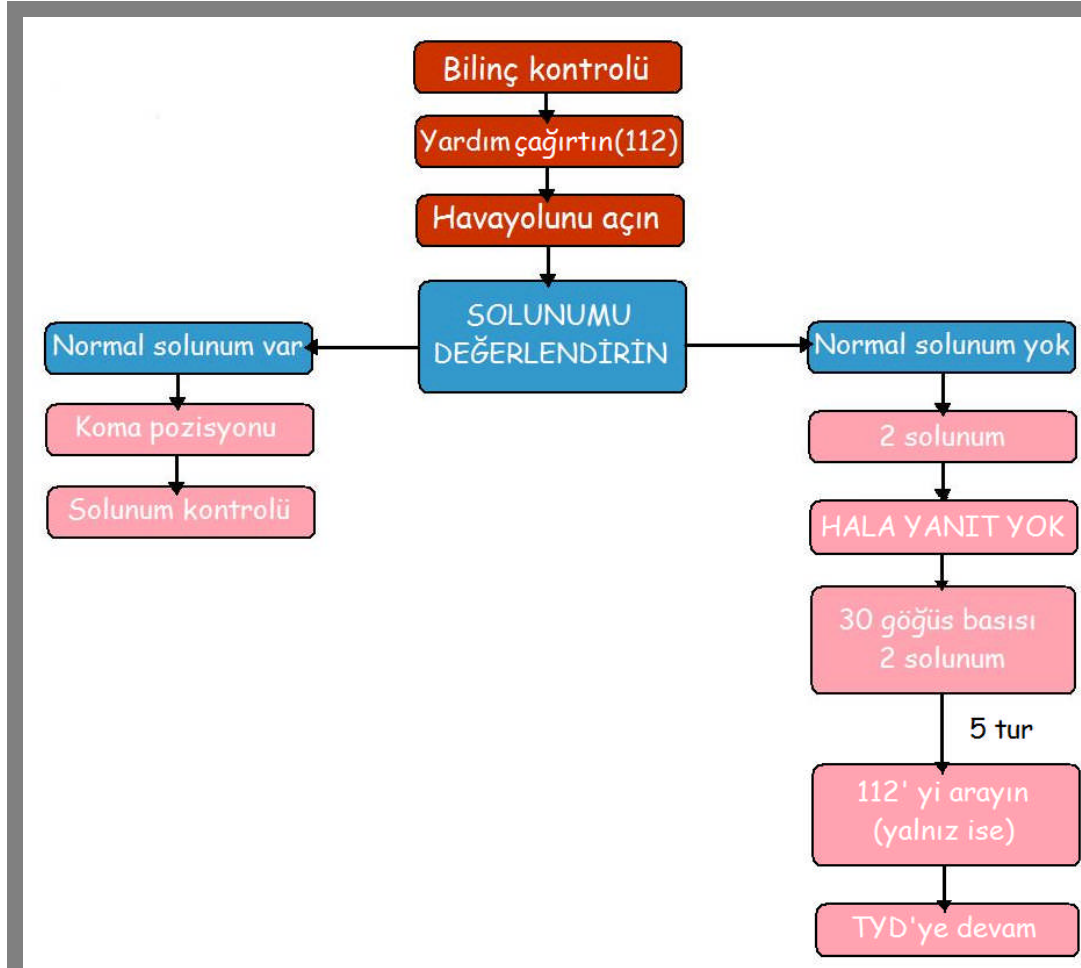 Bilinç kontrolü
Yardım çağırtın(112)
Havayolunu açın
SOLUNUMU
DEĞERLENDİRİN
Normal solunum var
Koma pozisyonu
Solunum kontrolü
Normal solunum yok
2 solunum
HALA YANIT YOK
30 göğüs basısı
2 solunum
5 tur
112' yi arayın
(yalnız ise)
TYD'ye devam